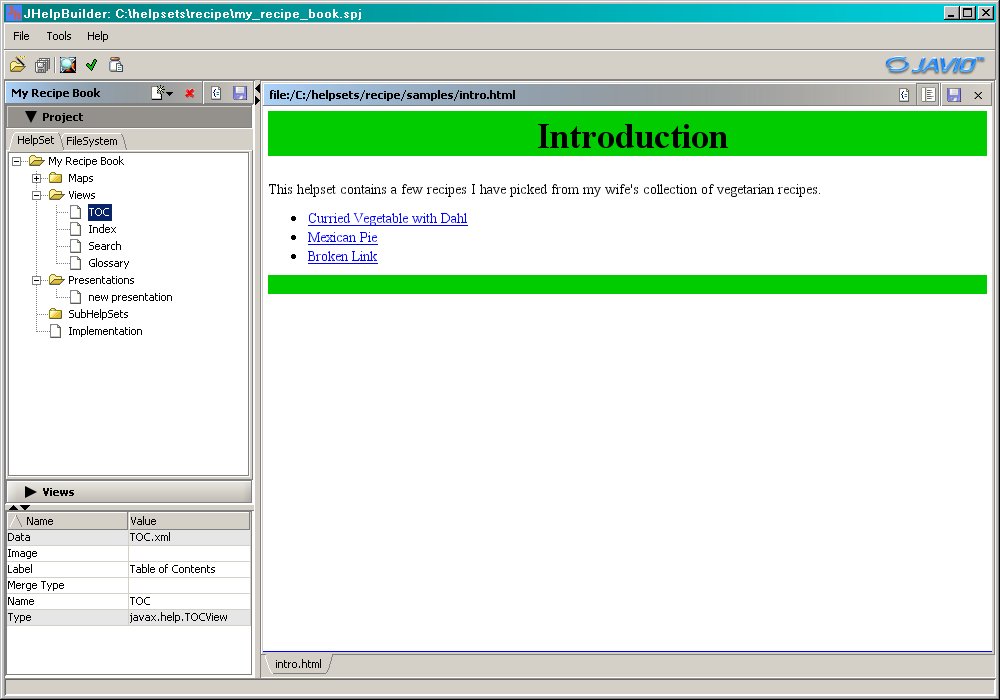 JHelpBuilder: C:\helpsets\recipe\my_recipe_book.spj
File Tools Help
JAVIO™
My Recipe Book
Project
HelpSet FileSystem
My Recipe Book
Maps
Views
TOC
Index
Search
Glossary
Presentations
new presentation
SubHelpSets
Implementation
Views
Name Value
Data TOC.xml
Image
Label Table of Contents
Merge Type
Name TOC
Type javax.help.TOCView
file:/C:/helpsets/recipe/samples/intro.html
Introduction
This helpset contains a few recipes I have picked from my wife's collection of vegetarian recipes.
Curried Vegetable with Dahl
Mexican Pie
Broken Link
intro.html